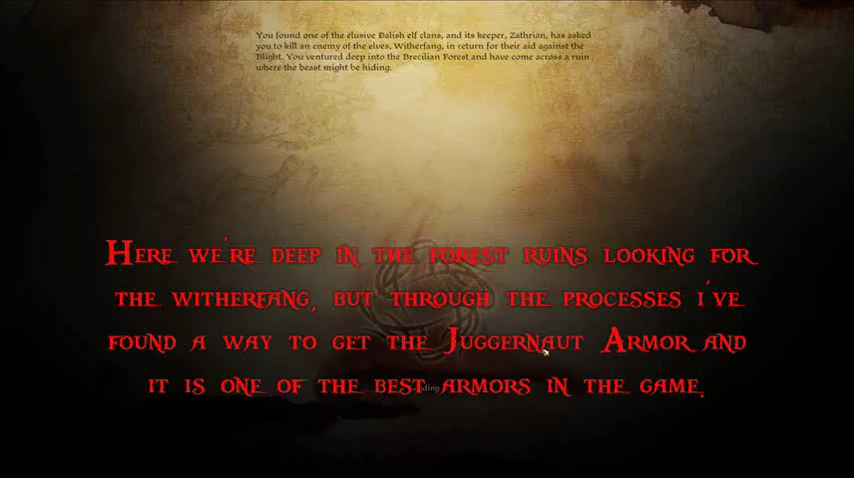 You found one of the elusive Dalish elf clans, and its keeper, Zathrian, has asked
you to kill an enemy of the elves, Witherfang, in return for their aid against the
Blight. You ventured deep into the Brecilian Forest and have come across a ruin
where the beast might be hiding.
Here we're deep in the forest ruins looking for
the witherfang, but through the processes i've
found a way to get the Juggernaut Armor and
it is one of the best armors in the game.